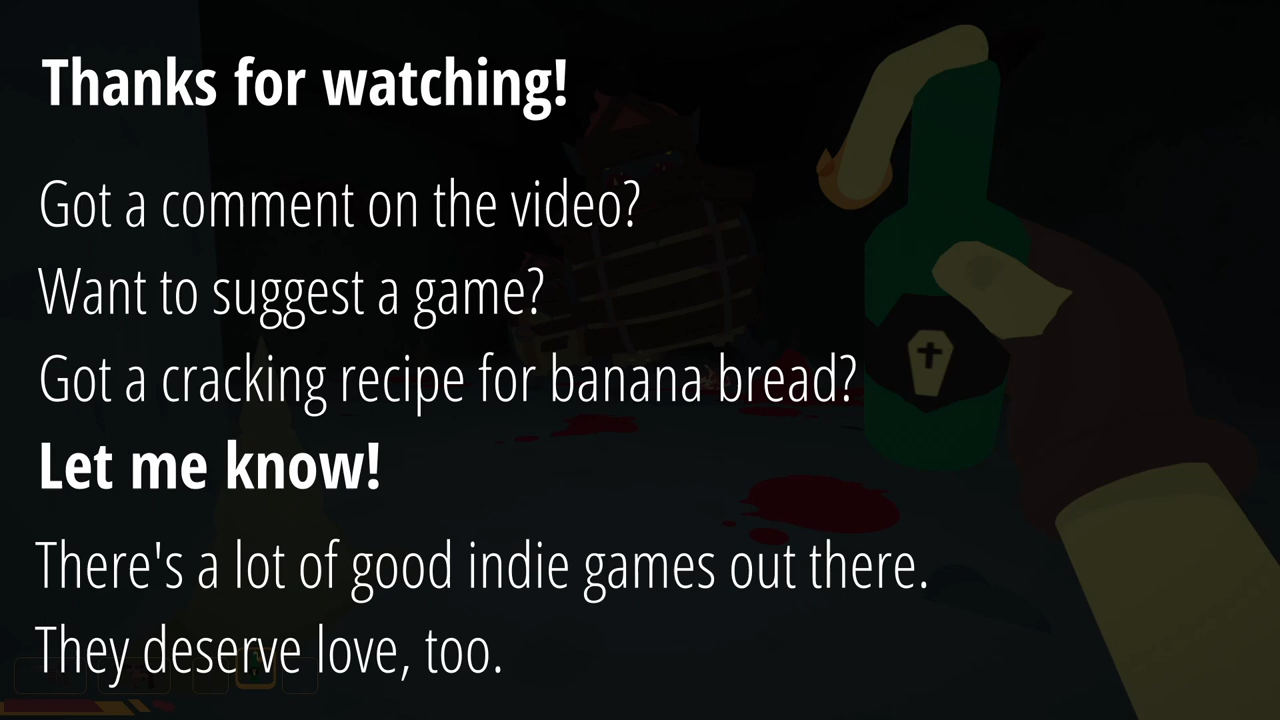 Thanks for watching!
Got a comment on the video?
Want to suggest a game?
Got a cracking recipe for banana bread?
Let me know!
There's a lot of good indie games out there.
They deserve love, too.